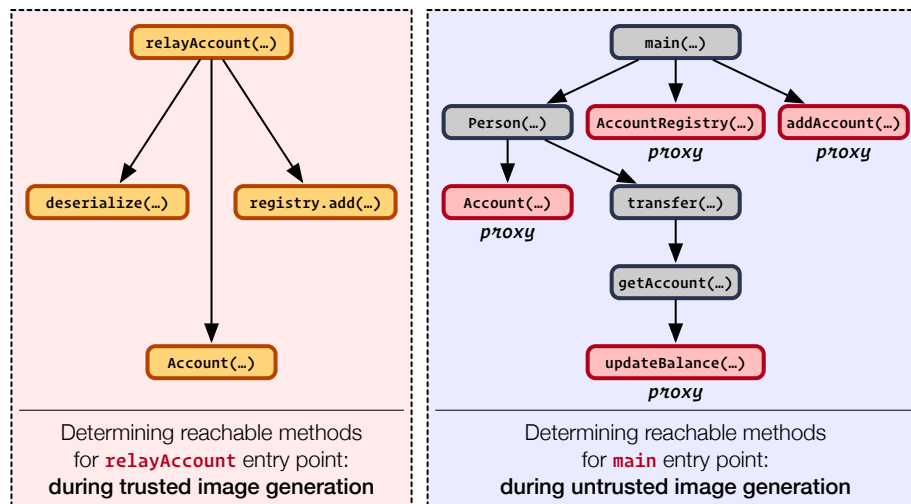 relayAccount(…)
deserialize(…)
registry.add(…)
Account(…)
Determining reachable methods
for relayAccount entry point:
during trusted image generation
main(…)
Person(…)
AccountRegistry(…)
addAccount(…)
proxy
proxy
Account(…)
transfer(…)
proxy
getAccount(…)
updateBalance(…)
proxy
Determining reachable methods
for main entry point:
during untrusted image generation